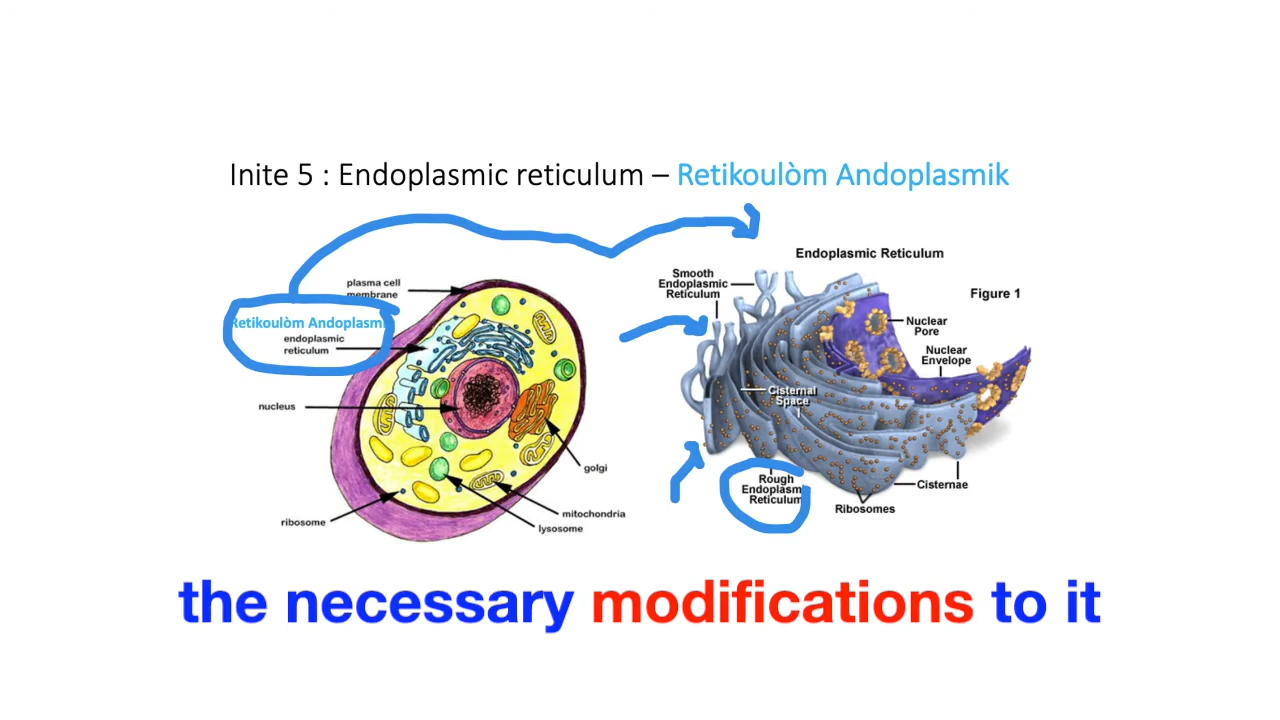 Inite 5 : Endoplasmic reticulum – Retikoulòm Andoplasmik
plasma cell
membrane
Retikoulòm Andoplasm
endoplasmic
reticulum
nucleus
ribosome
golgi
mitochondria
lysosome
Endoplasmic Reticulum
Smooth
Endoplasmic
Reticulum
Figure 1
Nuclear
Pore
Nuclear
Envelope
Cisternal
Space
Rough
Endoplasmic
Reticulum
Ribosomes
Cisternae
the necessary modifications to it